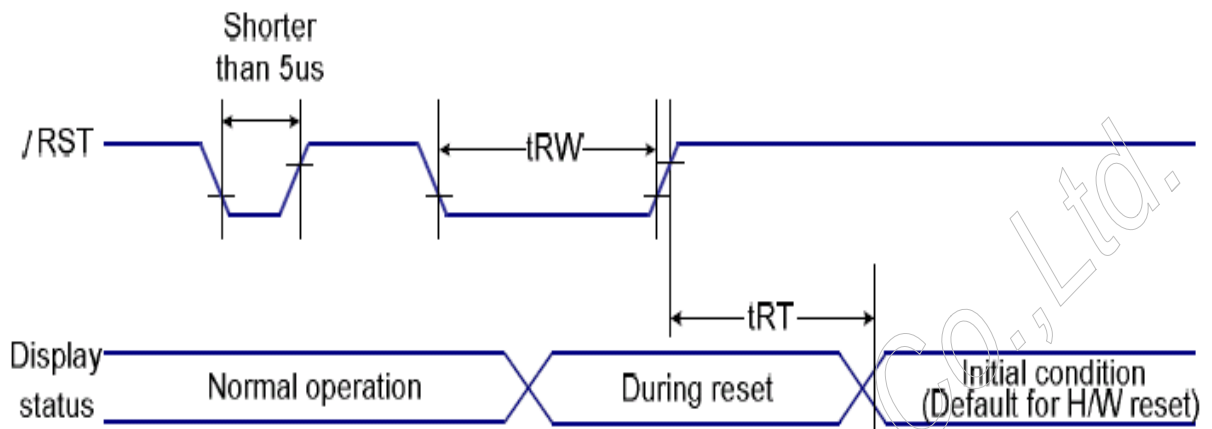 Shorter
than 5us
/RST
tRW
tRT
Display
status
Normal operation
During reset
Initial condition
(Default for H/W reset)
Co.,Ltd.